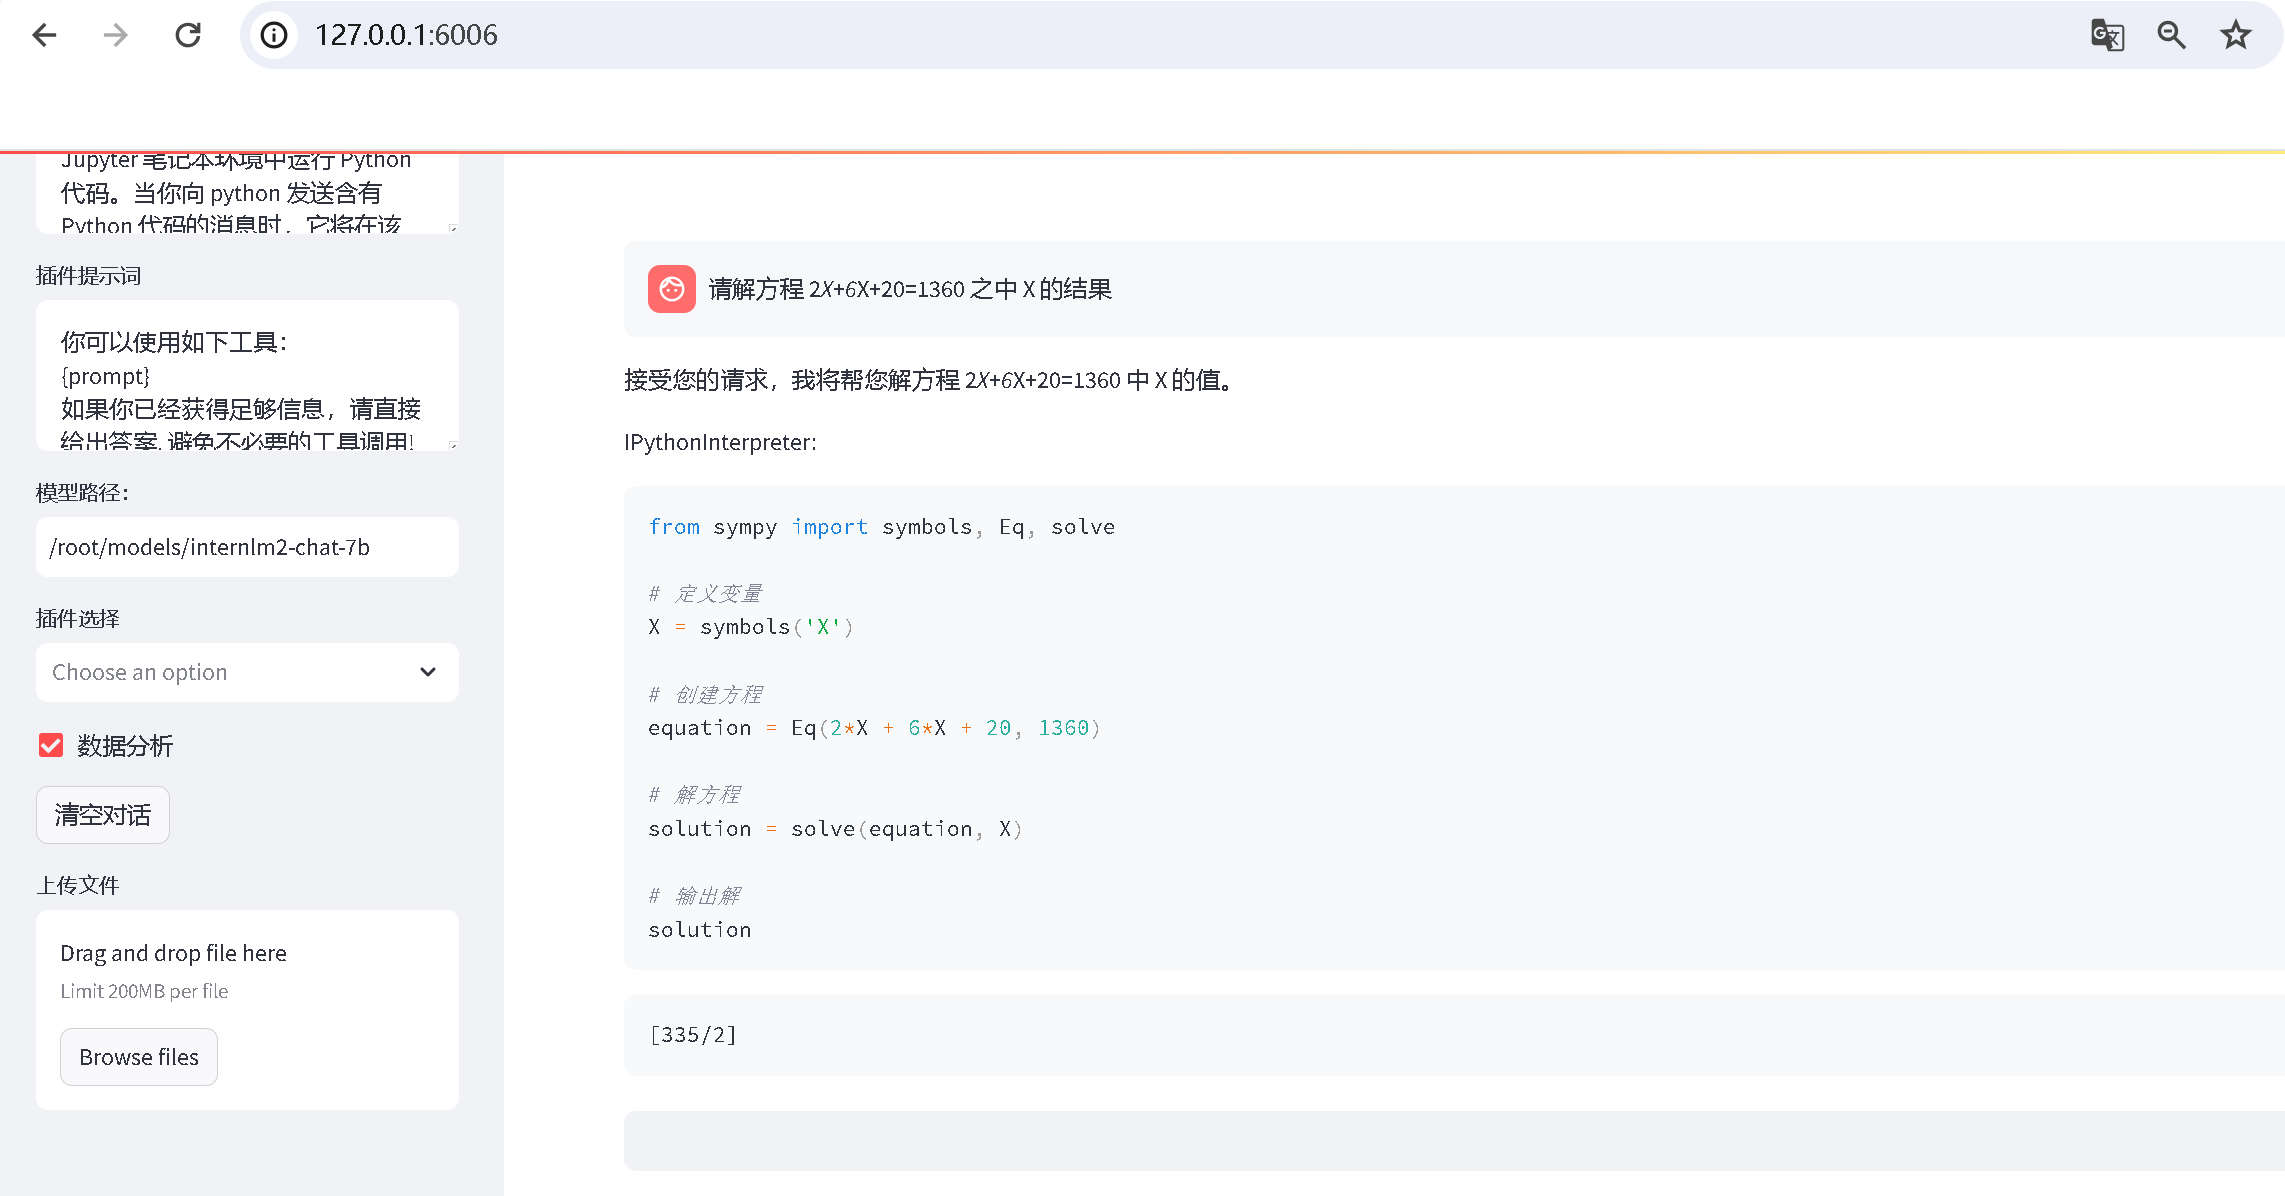 127.0.0.1:6006
Jupyter 笔记本环境中运行 Python
代码。当你向 python 发送含有
Python 代码的消息时，它将在该
插件提示词
你可以使用如下工具：
{prompt}
如果你已经获得足够信息，请直接
给出答案. 避免不必要的工具调用!
模型路径：
/root/models/internlm2-chat-7b
插件选择
Choose an option
数据分析
清空对话
上传文件
Drag and drop file here
Limit 200MB per file
Browse files
请解方程 2X+6X+20=1360 之中 X 的结果
接受您的请求，我将帮您解方程 2X+6X+20=1360 中 X 的值。
IPythonInterpreter:
from sympy import symbols, Eq, solve
# 定义变量
X = symbols('X')
# 创建方程
equation = Eq(2*X + 6*X + 20, 1360)
# 解方程
solution = solve(equation, X)
# 输出解
solution
[335/2]